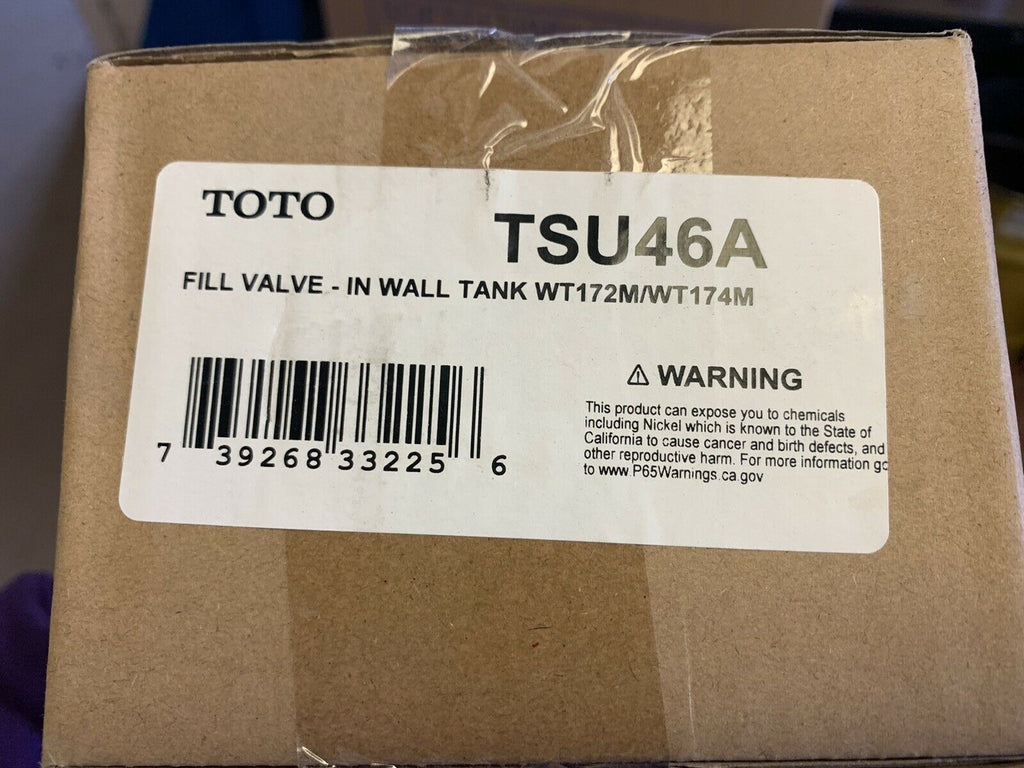 TOTO
TSU46A
FILL VALVE - IN WALL TANK WT172M/WT174M
⚠ WARNING
This product can expose you to chemicals
including Nickel which is known to the State of
California to cause cancer and birth defects, and
other reproductive harm. For more information go
to www.P65Warnings.ca.gov
7 39268 33225 6